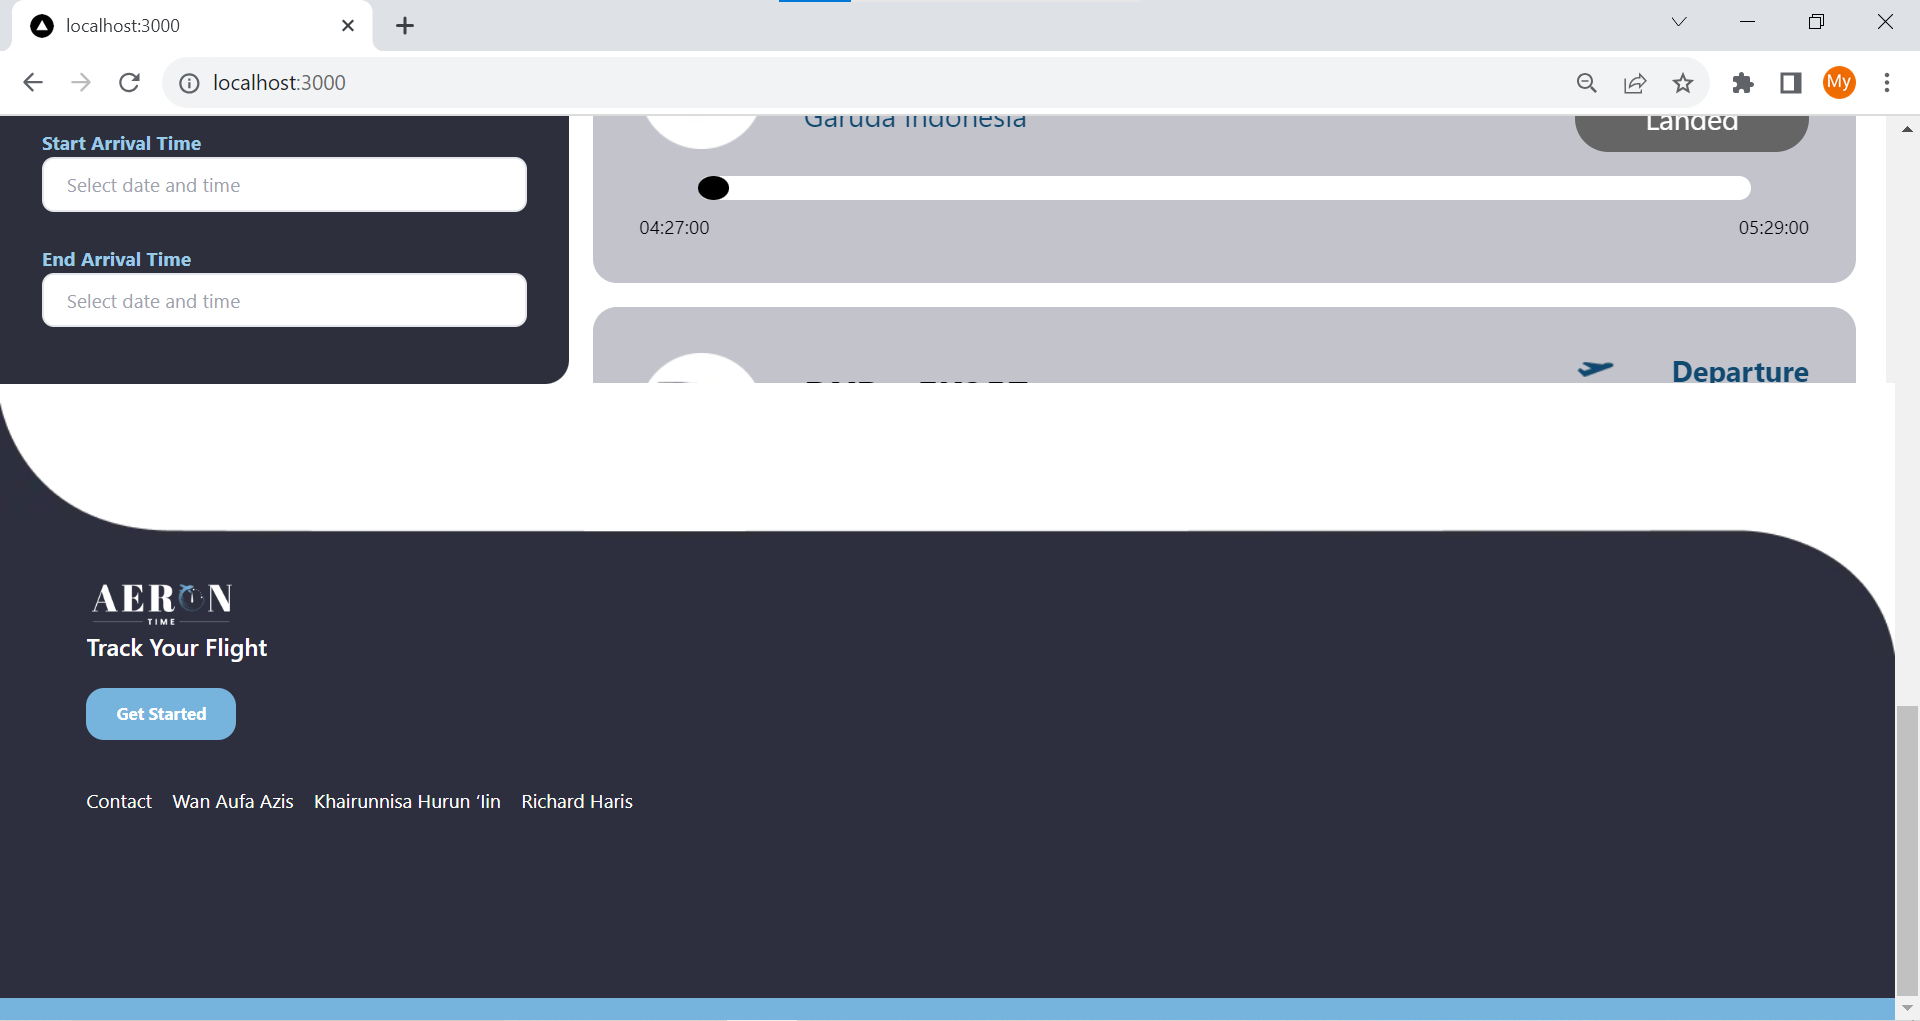 localhost:3000
localhost:3000
My
Start Arrival Time
Select date and time
End Arrival Time
Select date and time
Garuda Indonesia
Landed
04:27:00
05:29:00
Departure
AERON
TIME
Track Your Flight
Get Started
Contact Wan Aufa Azis Khairunnisa Hurun ‘Iin Richard Haris